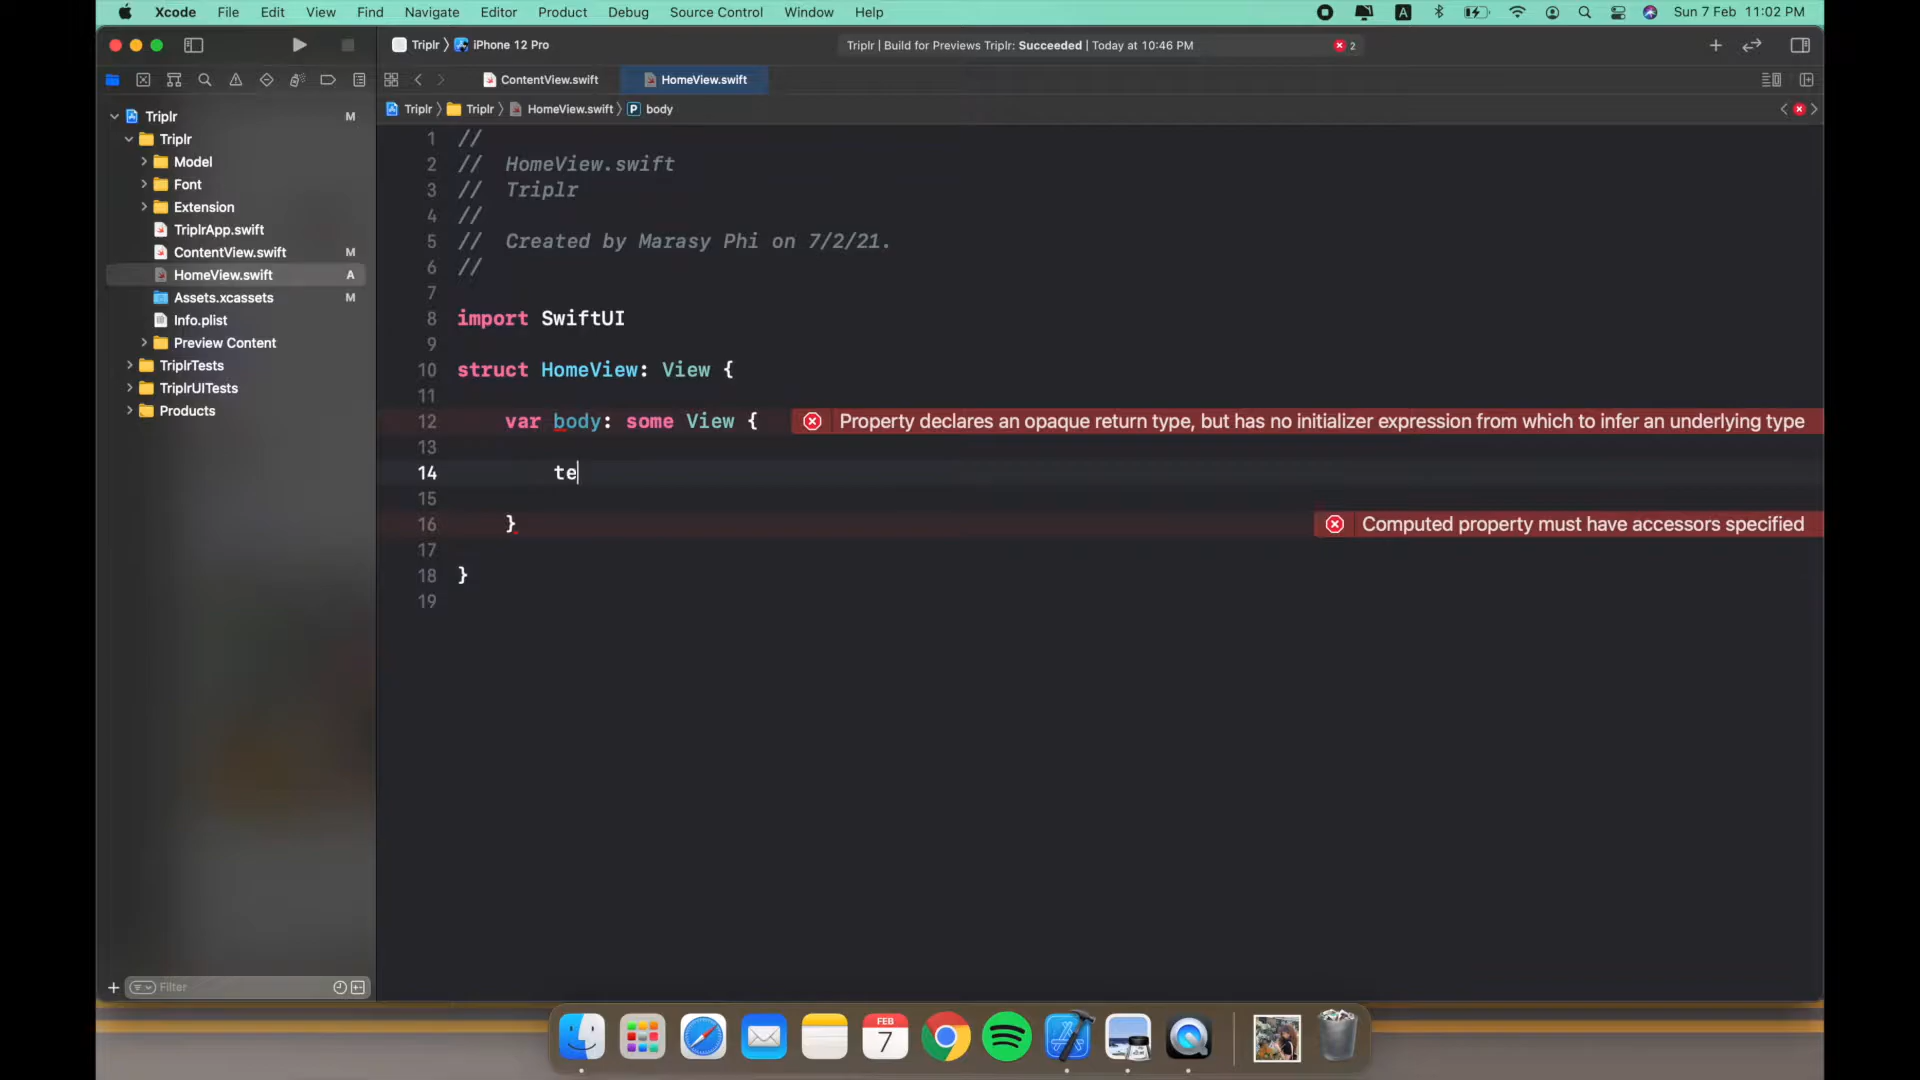 Xcode File Edit View Find Navigate Editor Product Debug Source Control Window Help A Sun 7 Feb 11:02 PM
Triplr 〉 iPhone 12 Pro Triplr | Build for Previews Triplr: Succeeded | Today at 10:46 PM 2
ContentView.swift HomeView.swift
Triplr 〉 Triplr 〉 HomeView.swift 〉 P body
Triplr M
Triplr
Model
Font
Extension
TriplrApp.swift
ContentView.swift M
HomeView.swift A
Assets.xcassets M
Info.plist
Preview Content
TriplrTests
TriplrUITests
Products
Filter
1 //
2 // HomeView.swift
3 // Triplr
4 //
5 // Created by Marasy Phi on 7/2/21.
6 //
7
8 import SwiftUI
9
10 struct HomeView: View {
11
12 var body: some View { Property declares an opaque return type, but has no initializer expression from which to infer an underlying type
13
14 te
15
16 } Computed property must have accessors specified
17
18 }
19
FEB
7